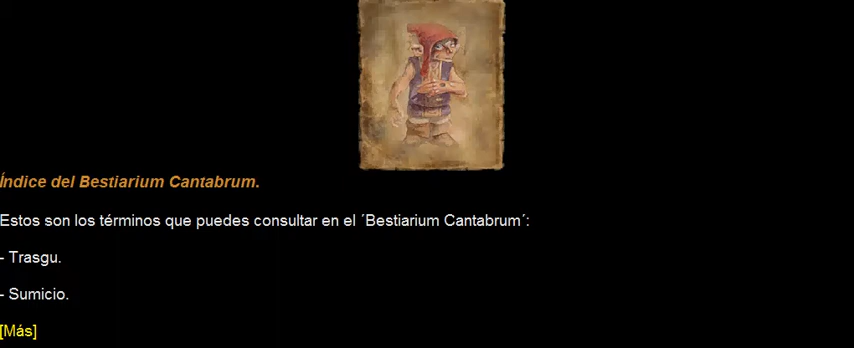 Índice del Bestiarium Cantabrum.
Estos son los términos que puedes consultar en el ´Bestiarium Cantabrum´:
- Trasgu.
- Sumicio.
[Más]